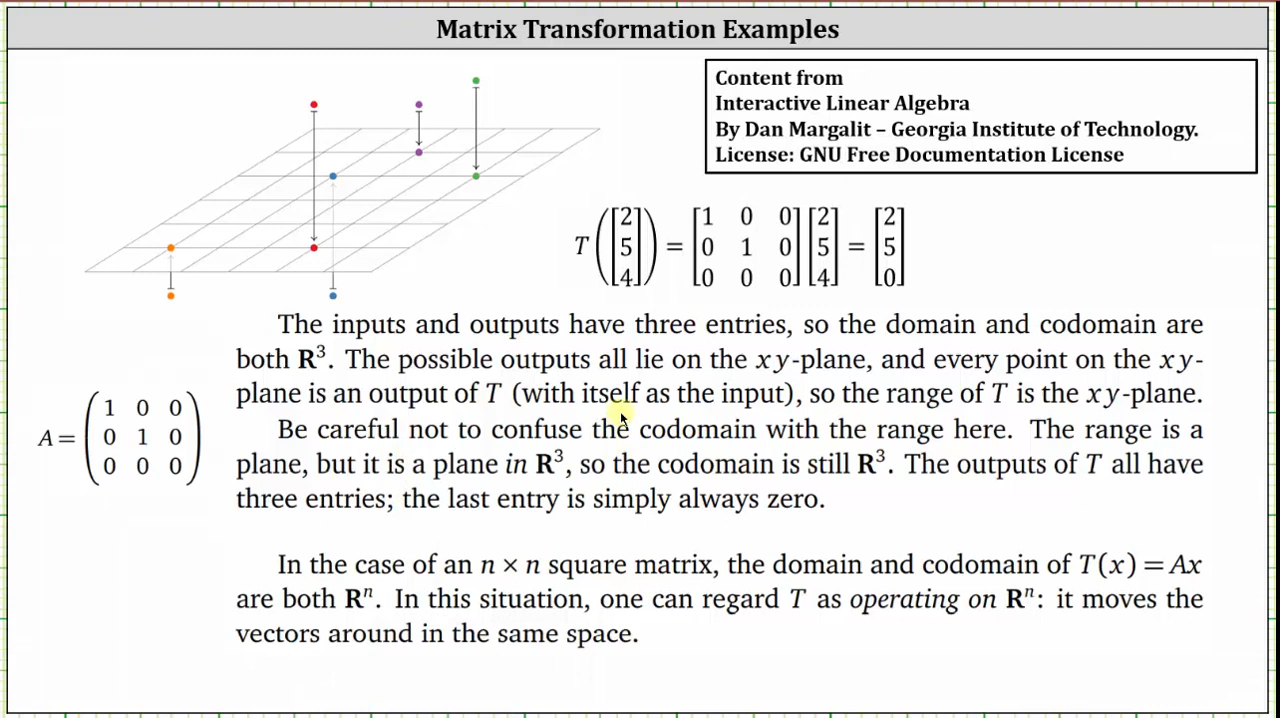 Matrix Transformation Examples
Content from
Interactive Linear Algebra
By Dan Margalit – Georgia Institute of Technology.
License: GNU Free Documentation License
T([2 5 4]) = [1 0 0; 0 1 0; 0 0 0] [2 5 4] = [2 5 0]
The inputs and outputs have three entries, so the domain and codomain are
both R³. The possible outputs all lie on the xy-plane, and every point on the xy-
plane is an output of T (with itself as the input), so the range of T is the xy-plane.
A = (1 0 0; 0 1 0; 0 0 0)
Be careful not to confuse the codomain with the range here. The range is a
plane, but it is a plane in R³, so the codomain is still R³. The outputs of T all have
three entries; the last entry is simply always zero.
In the case of an n × n square matrix, the domain and codomain of T(x) = Ax
are both Rⁿ. In this situation, one can regard T as operating on Rⁿ: it moves the
vectors around in the same space.